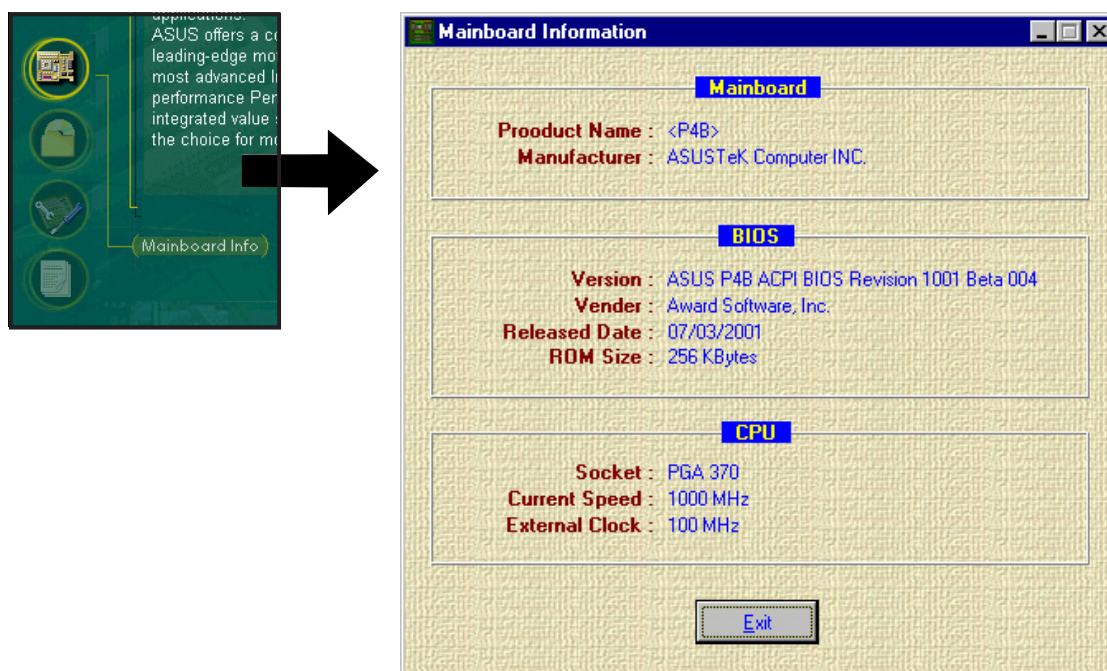 applications.
ASUS offers a co
leading-edge mo
most advanced I
performance Per
integrated value
the choice for mo
Mainboard Info
Mainboard Information
Mainboard
Prooduct Name : <P4B>
Manufacturer : ASUSTeK Computer INC.
BIOS
Version : ASUS P4B ACPI BIOS Revision 1001 Beta 004
Vender : Award Software, Inc.
Released Date : 07/03/2001
ROM Size : 256 KBytes
CPU
Socket : PGA 370
Current Speed : 1000 MHz
External Clock : 100 MHz
Exit